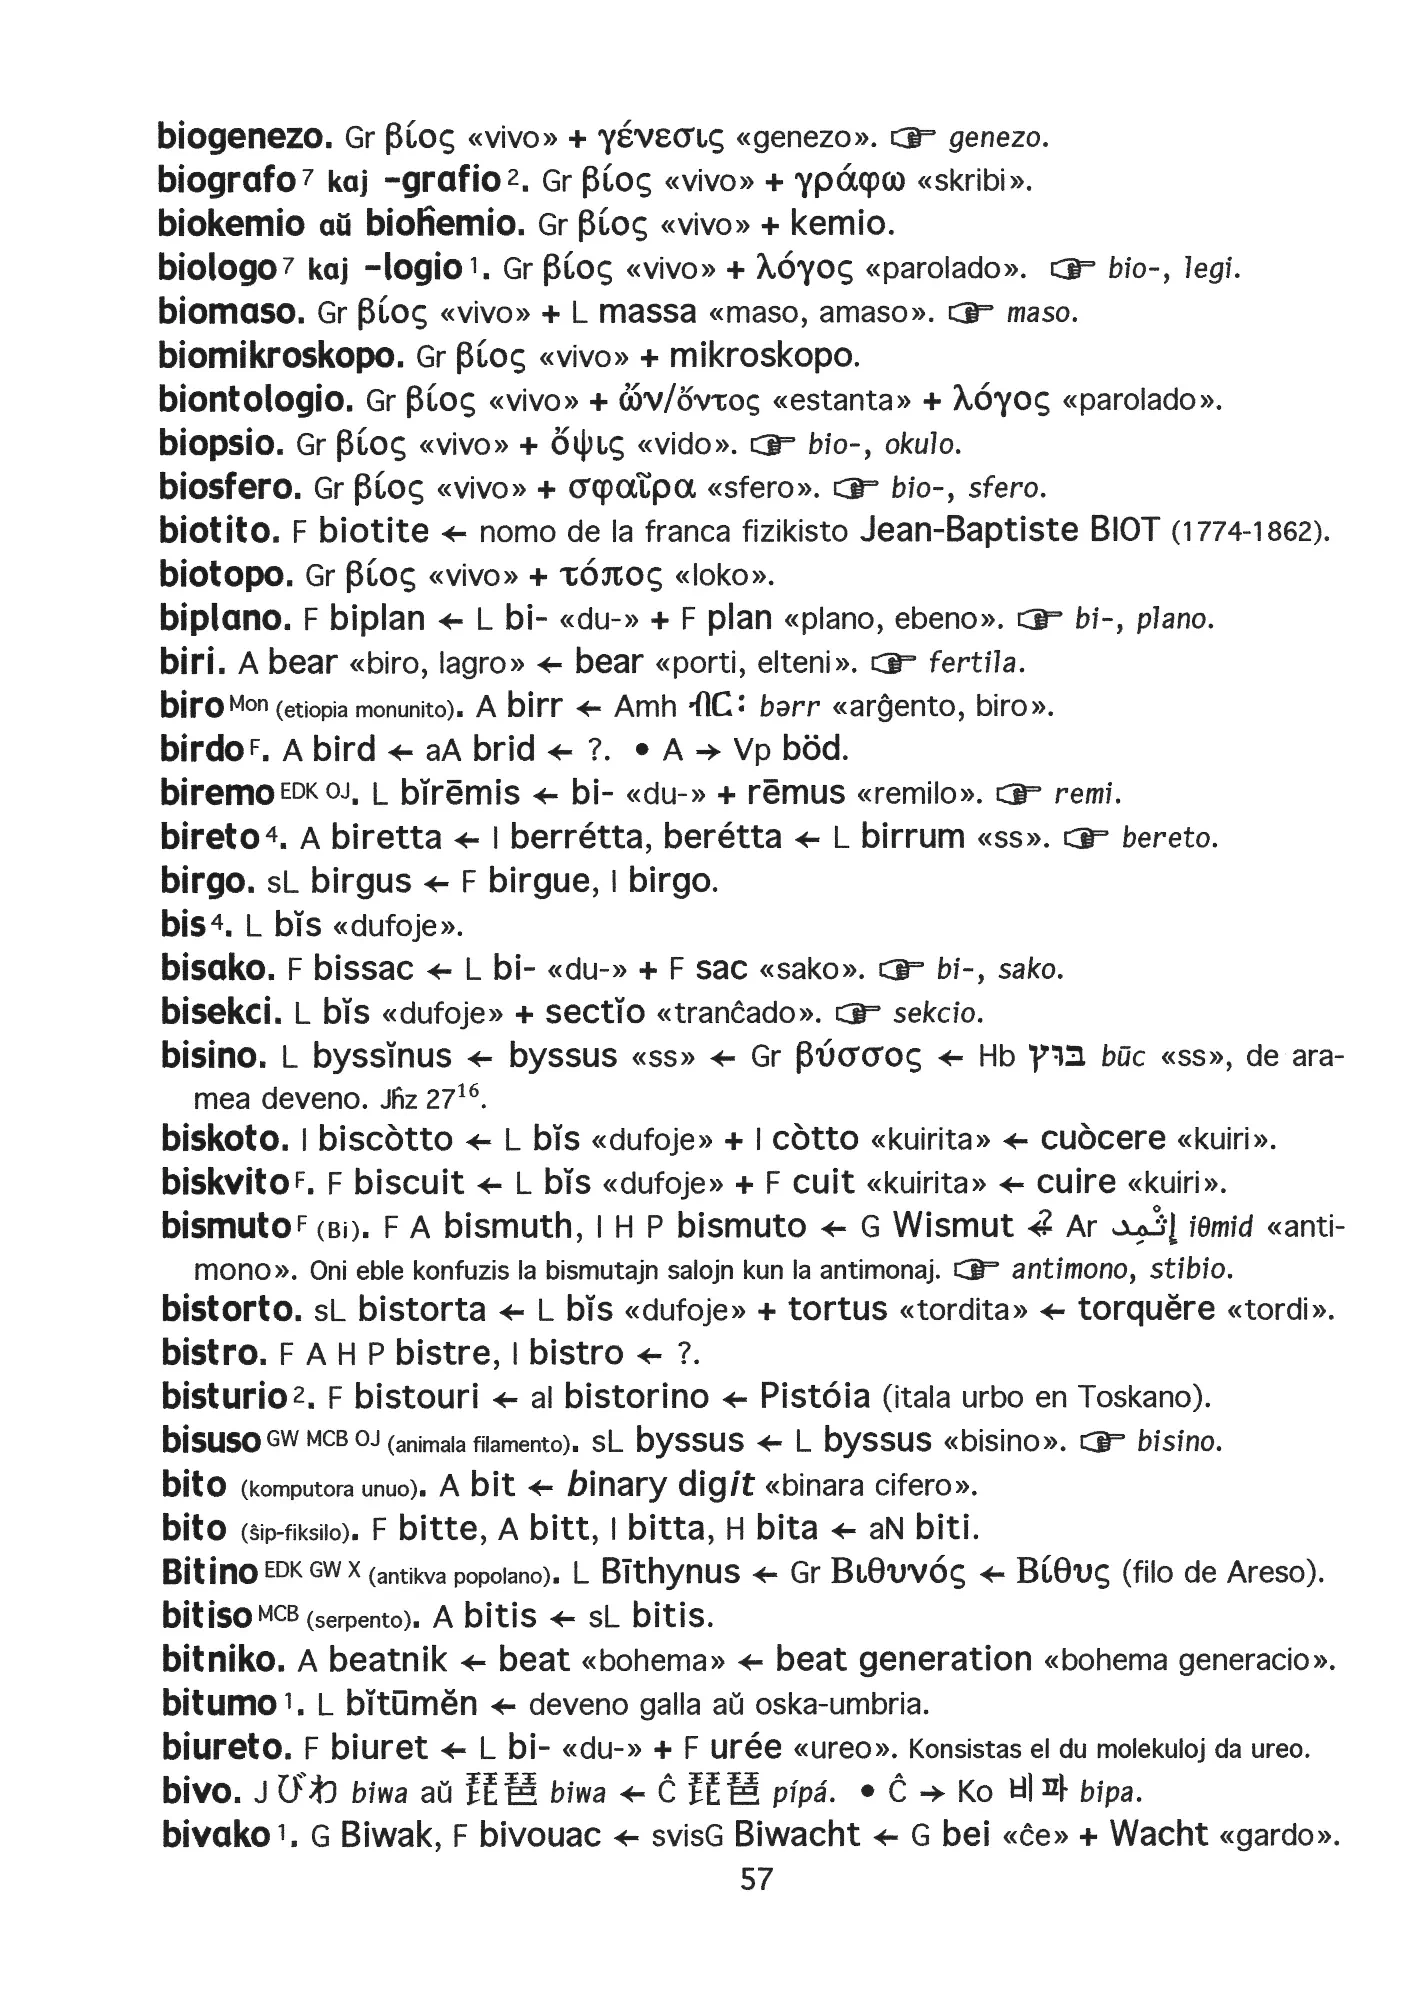 biogenezo. Gr βίος «vivo» + γένεσις «genezo». ☞ genezo.
biografo⁷ kaj -grafio². Gr βίος «vivo» + γράφω «skribi».
biokemio aŭ bioĥemio. Gr βίος «vivo» + kemio.
biologo⁷ kaj -logio¹. Gr βίος «vivo» + λόγος «parolado». ☞ bio-, legi.
biomaso. Gr βίος «vivo» + L massa «maso, amaso». ☞ maso.
biomikroskopo. Gr βίος «vivo» + mikroskopo.
biontologio. Gr βίος «vivo» + ὤν/ὄντος «estanta» + λόγος «parolado».
biopsio. Gr βίος «vivo» + ὄψις «vido». ☞ bio-, okulo.
biosfero. Gr βίος «vivo» + σφαῖρα «sfero». ☞ bio-, sfero.
biotito. F biotite ← nomo de la franca fizikisto Jean-Baptiste BIOT (1774-1862).
biotopo. Gr βίος «vivo» + τόπος «loko».
biplano. F biplan ← L bi- «du-» + F plan «plano, ebeno». ☞ bi-, plano.
biri. A bear «biro, lagro» ← bear «porti, elteni». ☞ fertila.
biro Mon (etiopia monunito). A birr ← Amh ብር፡ bərr «arĝento, biro».
birdo F. A bird ← aA brid ← ?. • A → Vp böd.
biremo EDK OJ. L bĭrēmis ← bi- «du-» + rēmus «remilo». ☞ remi.
bireto⁴. A biretta ← I berrétta, berétta ← L birrum «ss». ☞ bereto.
birgo. sL birgus ← F birgue, I birgo.
bis⁴. L bĭs «dufoje».
bisako. F bissac ← L bi- «du-» + F sac «sako». ☞ bi-, sako.
bisekci. L bĭs «dufoje» + sectĭo «tranĉado». ☞ sekcio.
bisino. L byssĭnus ← byssus «ss» ← Gr βύσσος ← Hb בוץ būc «ss», de ara-
mea deveno. Jĥz 27¹⁶.
biskoto. I biscòtto ← L bĭs «dufoje» + I còtto «kuirita» ← cuòcere «kuiri».
biskvito F. F biscuit ← L bĭs «dufoje» + F cuit «kuirita» ← cuire «kuiri».
bismuto F (Bi). F A bismuth, I H P bismuto ← G Wismut ←? Ar إثْمِد iθmid «anti-
mono». Oni eble konfuzis la bismutajn salojn kun la antimonaj. ☞ antimono, stibio.
bistorto. sL bistorta ← L bĭs «dufoje» + tortus «tordita» ← torquĕre «tordi».
bistro. F A H P bistre, I bistro ← ?.
bisturio². F bistouri ← aI bistorino ← Pistóia (itala urbo en Toskano).
bisuso GW MCB OJ (animala filamento). sL byssus ← L byssus «bisino». ☞ bisino.
bito (komputora unuo). A bit ← binary digit «binara cifero».
bito (ŝip-fiksilo). F bitte, A bitt, I bitta, H bita ← aN biti.
Bitino EDK GW X (antikva popolano). L Bīthynus ← Gr Βιθυνός ← Βίθυς (filo de Areso).
bitiso MCB (serpento). A bitis ← sL bitis.
bitniko. A beatnik ← beat «bohema» ← beat generation «bohema generacio».
bitumo¹. L bĭtūmĕn ← deveno galla aŭ oska-umbria.
biureto. F biuret ← L bi- «du-» + F urée «ureo». Konsistas el du molekuloj da ureo.
bivo. J びわ biwa aŭ 琵琶 biwa ← Ĉ 琵琶 pípá. • Ĉ → Ko 비파 bipa.
bivako¹. G Biwak, F bivouac ← svisG Biwacht ← G bei «ĉe» + Wacht «gardo».
57